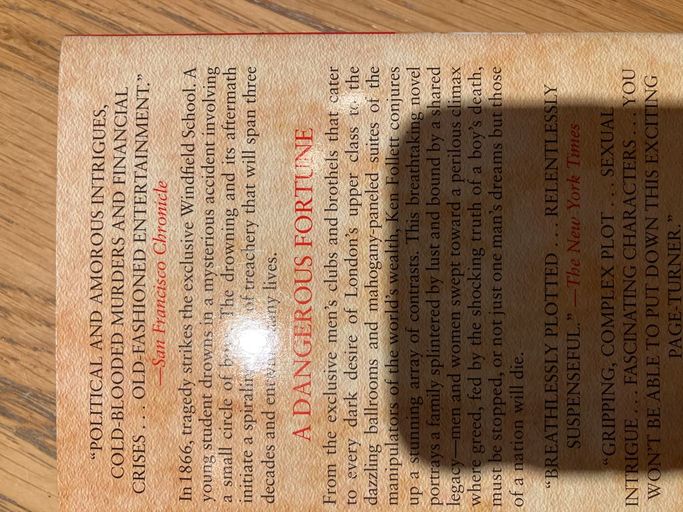 "POLITICAL AND AMOROUS INTRIGUES,
COLD-BLOODED MURDERS AND FINANCIAL
CRISES . . . OLD-FASHIONED ENTERTAINMENT."
—San Francisco Chronicle
In 1866, tragedy strikes the exclusive Windfield School. A
young student drowns in a mysterious accident involving
a small circle of The drowning and its aftermath
initiate a spiraling of treachery that will span three
decades and many lives.
A DANGEROUS FORTUNE
From the exclusive men's clubs and brothels that cater
to every dark desire of London's upper class to the
dazzling ballrooms and mahogany-paneled suites of the
manipulators of the world's wealth, Ken Follett conjures
up a stunning array of contrasts. This breathtaking novel
portrays a family splintered by lust and bound by a shared
legacy—men and women swept toward a perilous climax
where greed, fed by the shocking truth of a boy's death,
must be stopped, or not just one man's dreams but those
of a nation will die.
"BREATHLESSLY PLOTTED . . . RELENTLESSLY
SUSPENSEFUL." —The New York Times
"GRIPPING, COMPLEX PLOT . . . SEXUAL
INTRIGUE . . . FASCINATING CHARACTERS . . . YOU
WON'T BE ABLE TO PUT DOWN THIS EXCITING
PAGE-TURNER."